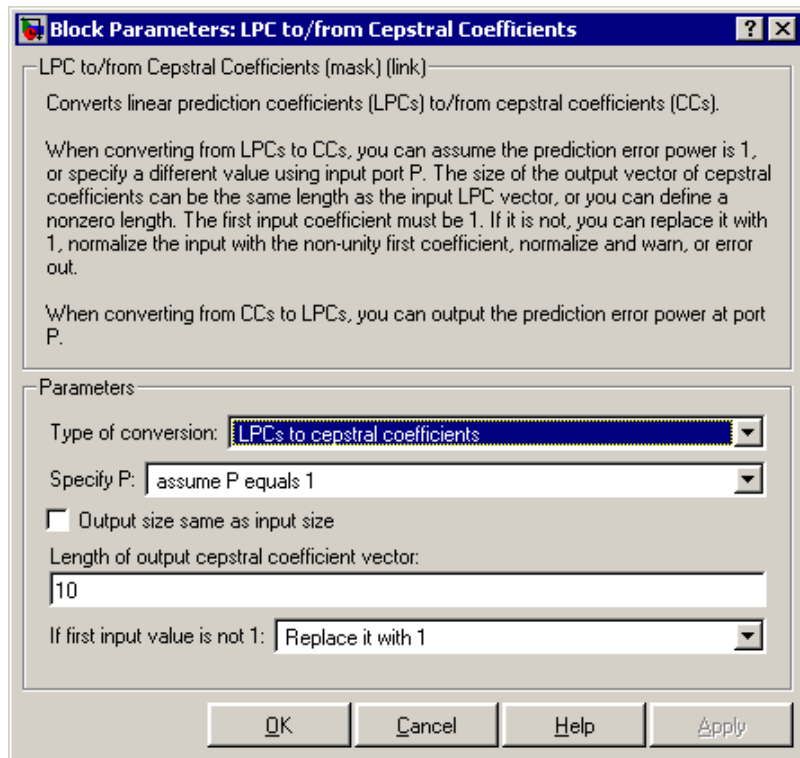 Block Parameters: LPC to/from Cepstral Coefficients
LPC to/from Cepstral Coefficients (mask) (link)
Converts linear prediction coefficients (LPCs) to/from cepstral coefficients (CCs).
When converting from LPCs to CCs, you can assume the prediction error power is 1,
or specify a different value using input port P. The size of the output vector of cepstral
coefficients can be the same length as the input LPC vector, or you can define a
nonzero length. The first input coefficient must be 1. If it is not, you can replace it with
1, normalize the input with the non-unity first coefficient, normalize and warn, or error
out.
When converting from CCs to LPCs, you can output the prediction error power at port
P.
Parameters
Type of conversion: LPCs to cepstral coefficients
Specify P: assume P equals 1
Output size same as input size
Length of output cepstral coefficient vector:
10
If first input value is not 1: Replace it with 1
OK Cancel Help Apply